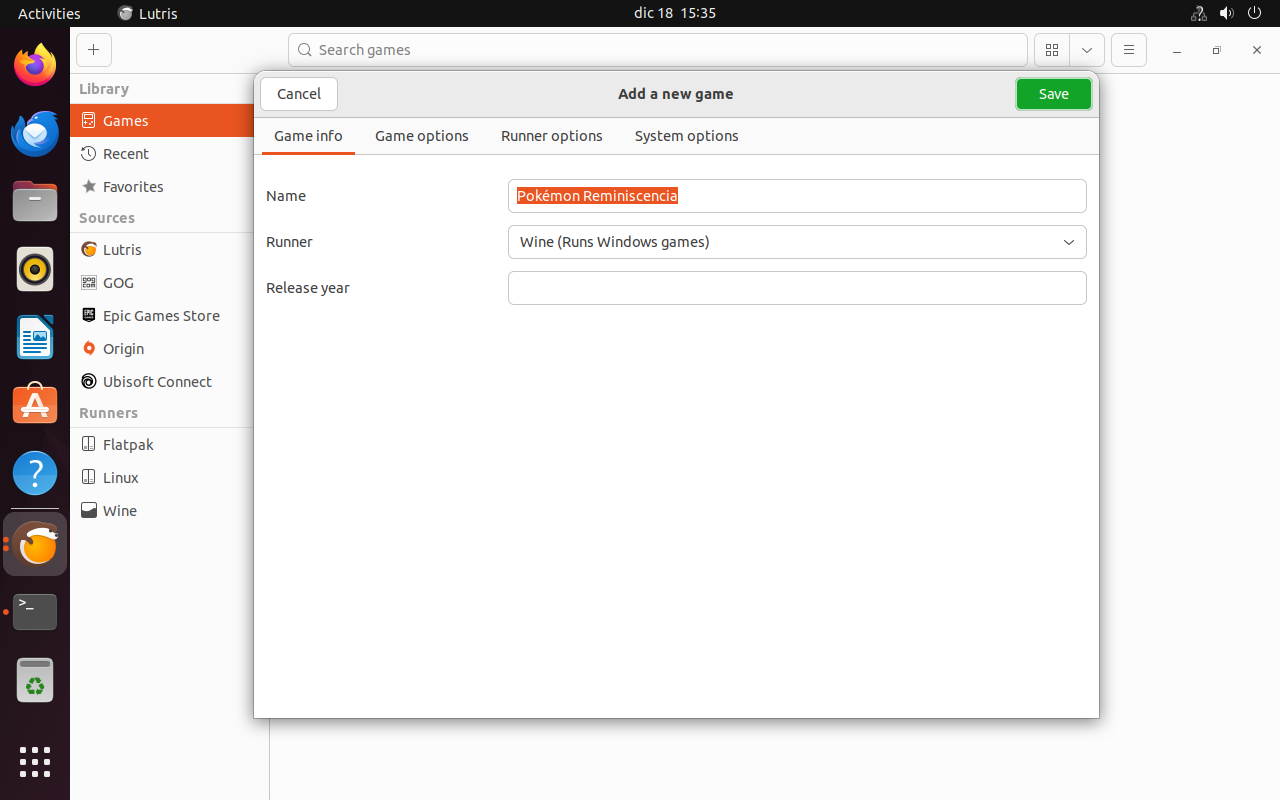 Activities
Lutris
dic 18 15:35
Search games
Library
Games
Recent
Favorites
Sources
Lutris
GOG
Epic Games Store
Origin
Ubisoft Connect
Runners
Flatpak
Linux
Wine
Cancel
Add a new game
Save
Game info
Game options
Runner options
System options
Name
Pokémon Reminiscencia
Runner
Wine (Runs Windows games)
Release year